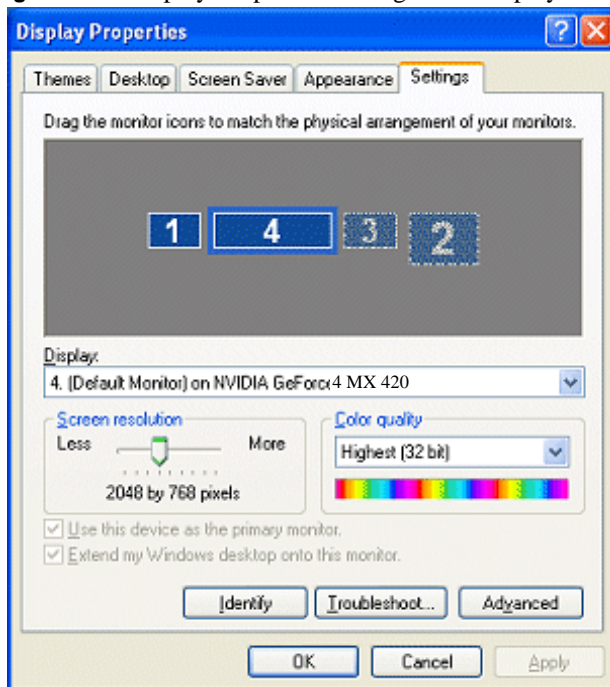 Display Properties
Themes Desktop Screen Saver Appearance Settings
Drag the monitor icons to match the physical arrangement of your monitors.
1 4 3 2
Display:
4. (Default Monitor) on NVIDIA GeForce4 MX 420
Screen resolution
Less More
2048 by 768 pixels
Color quality
Highest (32 bit)
Use this device as the primary monitor.
Extend my Windows desktop onto this monitor.
Identify Troubleshoot... Advanced
OK Cancel Apply